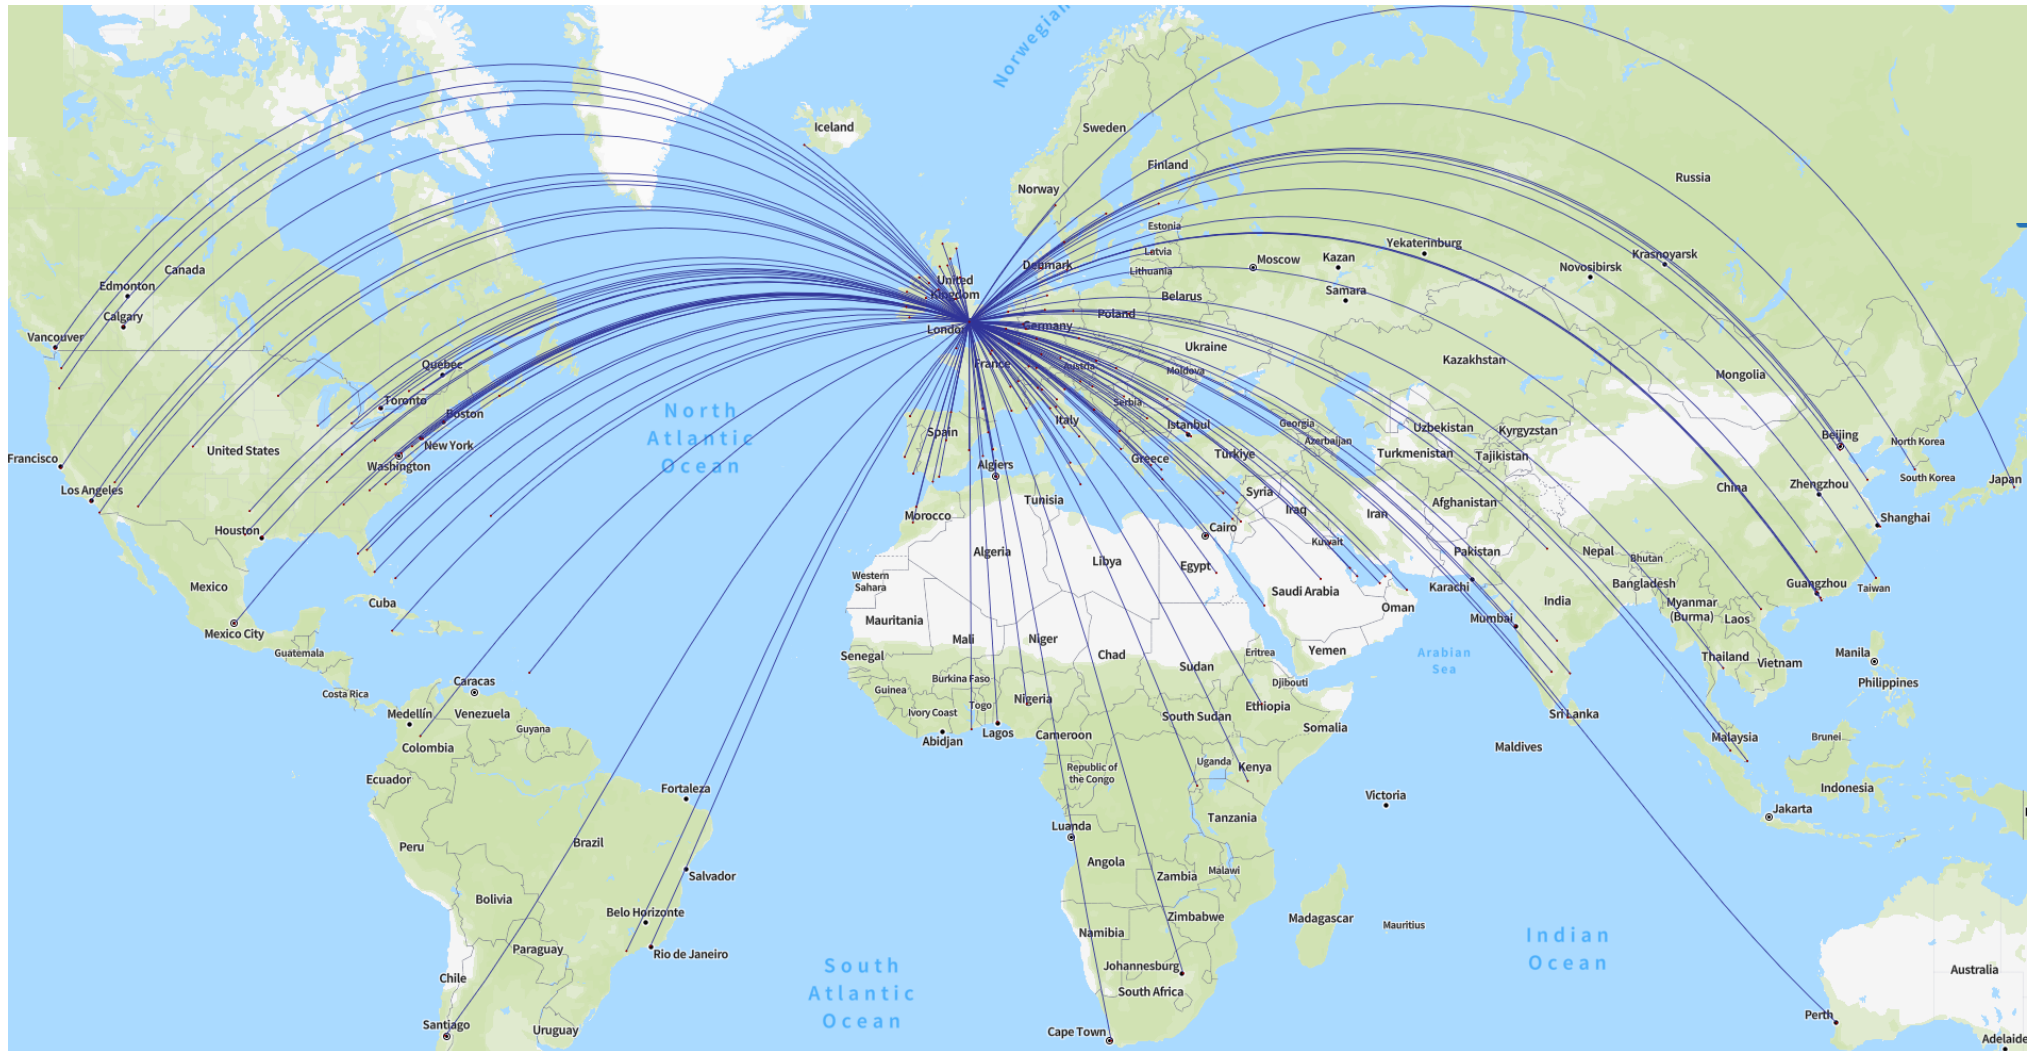 Norwegian
Iceland
Sweden
Finland
Russia
Norway
Estonia
Latvia
Lithuania
Denmark
Moscow
Kazan
Yekaterinburg
Novosibirsk
Krasnoyarsk
Samara
Canada
Edmonton
Calgary
Vancouver
United
Kingdom
London
Belarus
Poland
Germany
Ukraine
Kazakhstan
Mongolia
Quebec
Toronto
Boston
New York
Washington
United States
Francisco
Los Angeles
Houston
North
Atlantic
Ocean
France
Austria
Moldova
Serbia
Italy
Spain
Istanbul
Greece
Türkiye
Georgia
Azerbaijan
Uzbekistan
Kyrgyzstan
Turkmenistan
Tajikistan
Beijing
North Korea
South Korea
Japan
China
Zhengzhou
Shanghai
Algiers
Tunisia
Morocco
Syria
Iraq
Iran
Afghanistan
Cairo
Kuwait
Pakistan
Nepal
Bhutan
Algeria
Libya
Egypt
Western
Sahara
Saudi Arabia
Karachi
Bangladesh
Guangzhou
Taiwan
Mexico
Cuba
Mexico City
Guatemala
Costa Rica
Mauritania
Mali
Niger
Chad
Sudan
Eritrea
Yemen
Oman
India
Mumbai
Myanmar
(Burma)
Laos
Thailand
Vietnam
Manila
Philippines
Arabian
Sea
Senegal
Guinea
Burkina Faso
Ivory Coast
Togo
Nigeria
Djibouti
Ethiopia
Somalia
South Sudan
Caracas
Medellín
Venezuela
Guyana
Colombia
Ecuador
Abidjan
Lagos
Cameroon
Republic of
the Congo
Uganda
Kenya
Sri Lanka
Maldives
Malaysia
Brunei
Indonesia
Jakarta
Victoria
Fortaleza
Brazil
Peru
Salvador
Bolivia
Belo Horizonte
Rio de Janeiro
Paraguay
Chile
Santiago
Uruguay
Luanda
Tanzania
Angola
Zambia
Malawi
Zimbabwe
Namibia
Madagascar
Mauritius
Johannesburg
South Africa
Cape Town
South
Atlantic
Ocean
Indian
Ocean
Australia
Perth
Adelaide